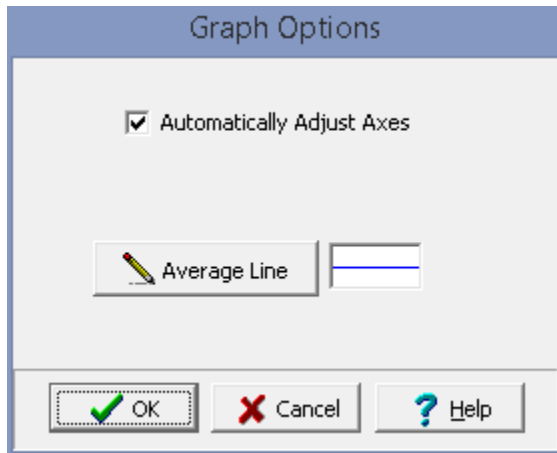 Graph Options
Automatically Adjust Axes
Average Line
OK Cancel Help